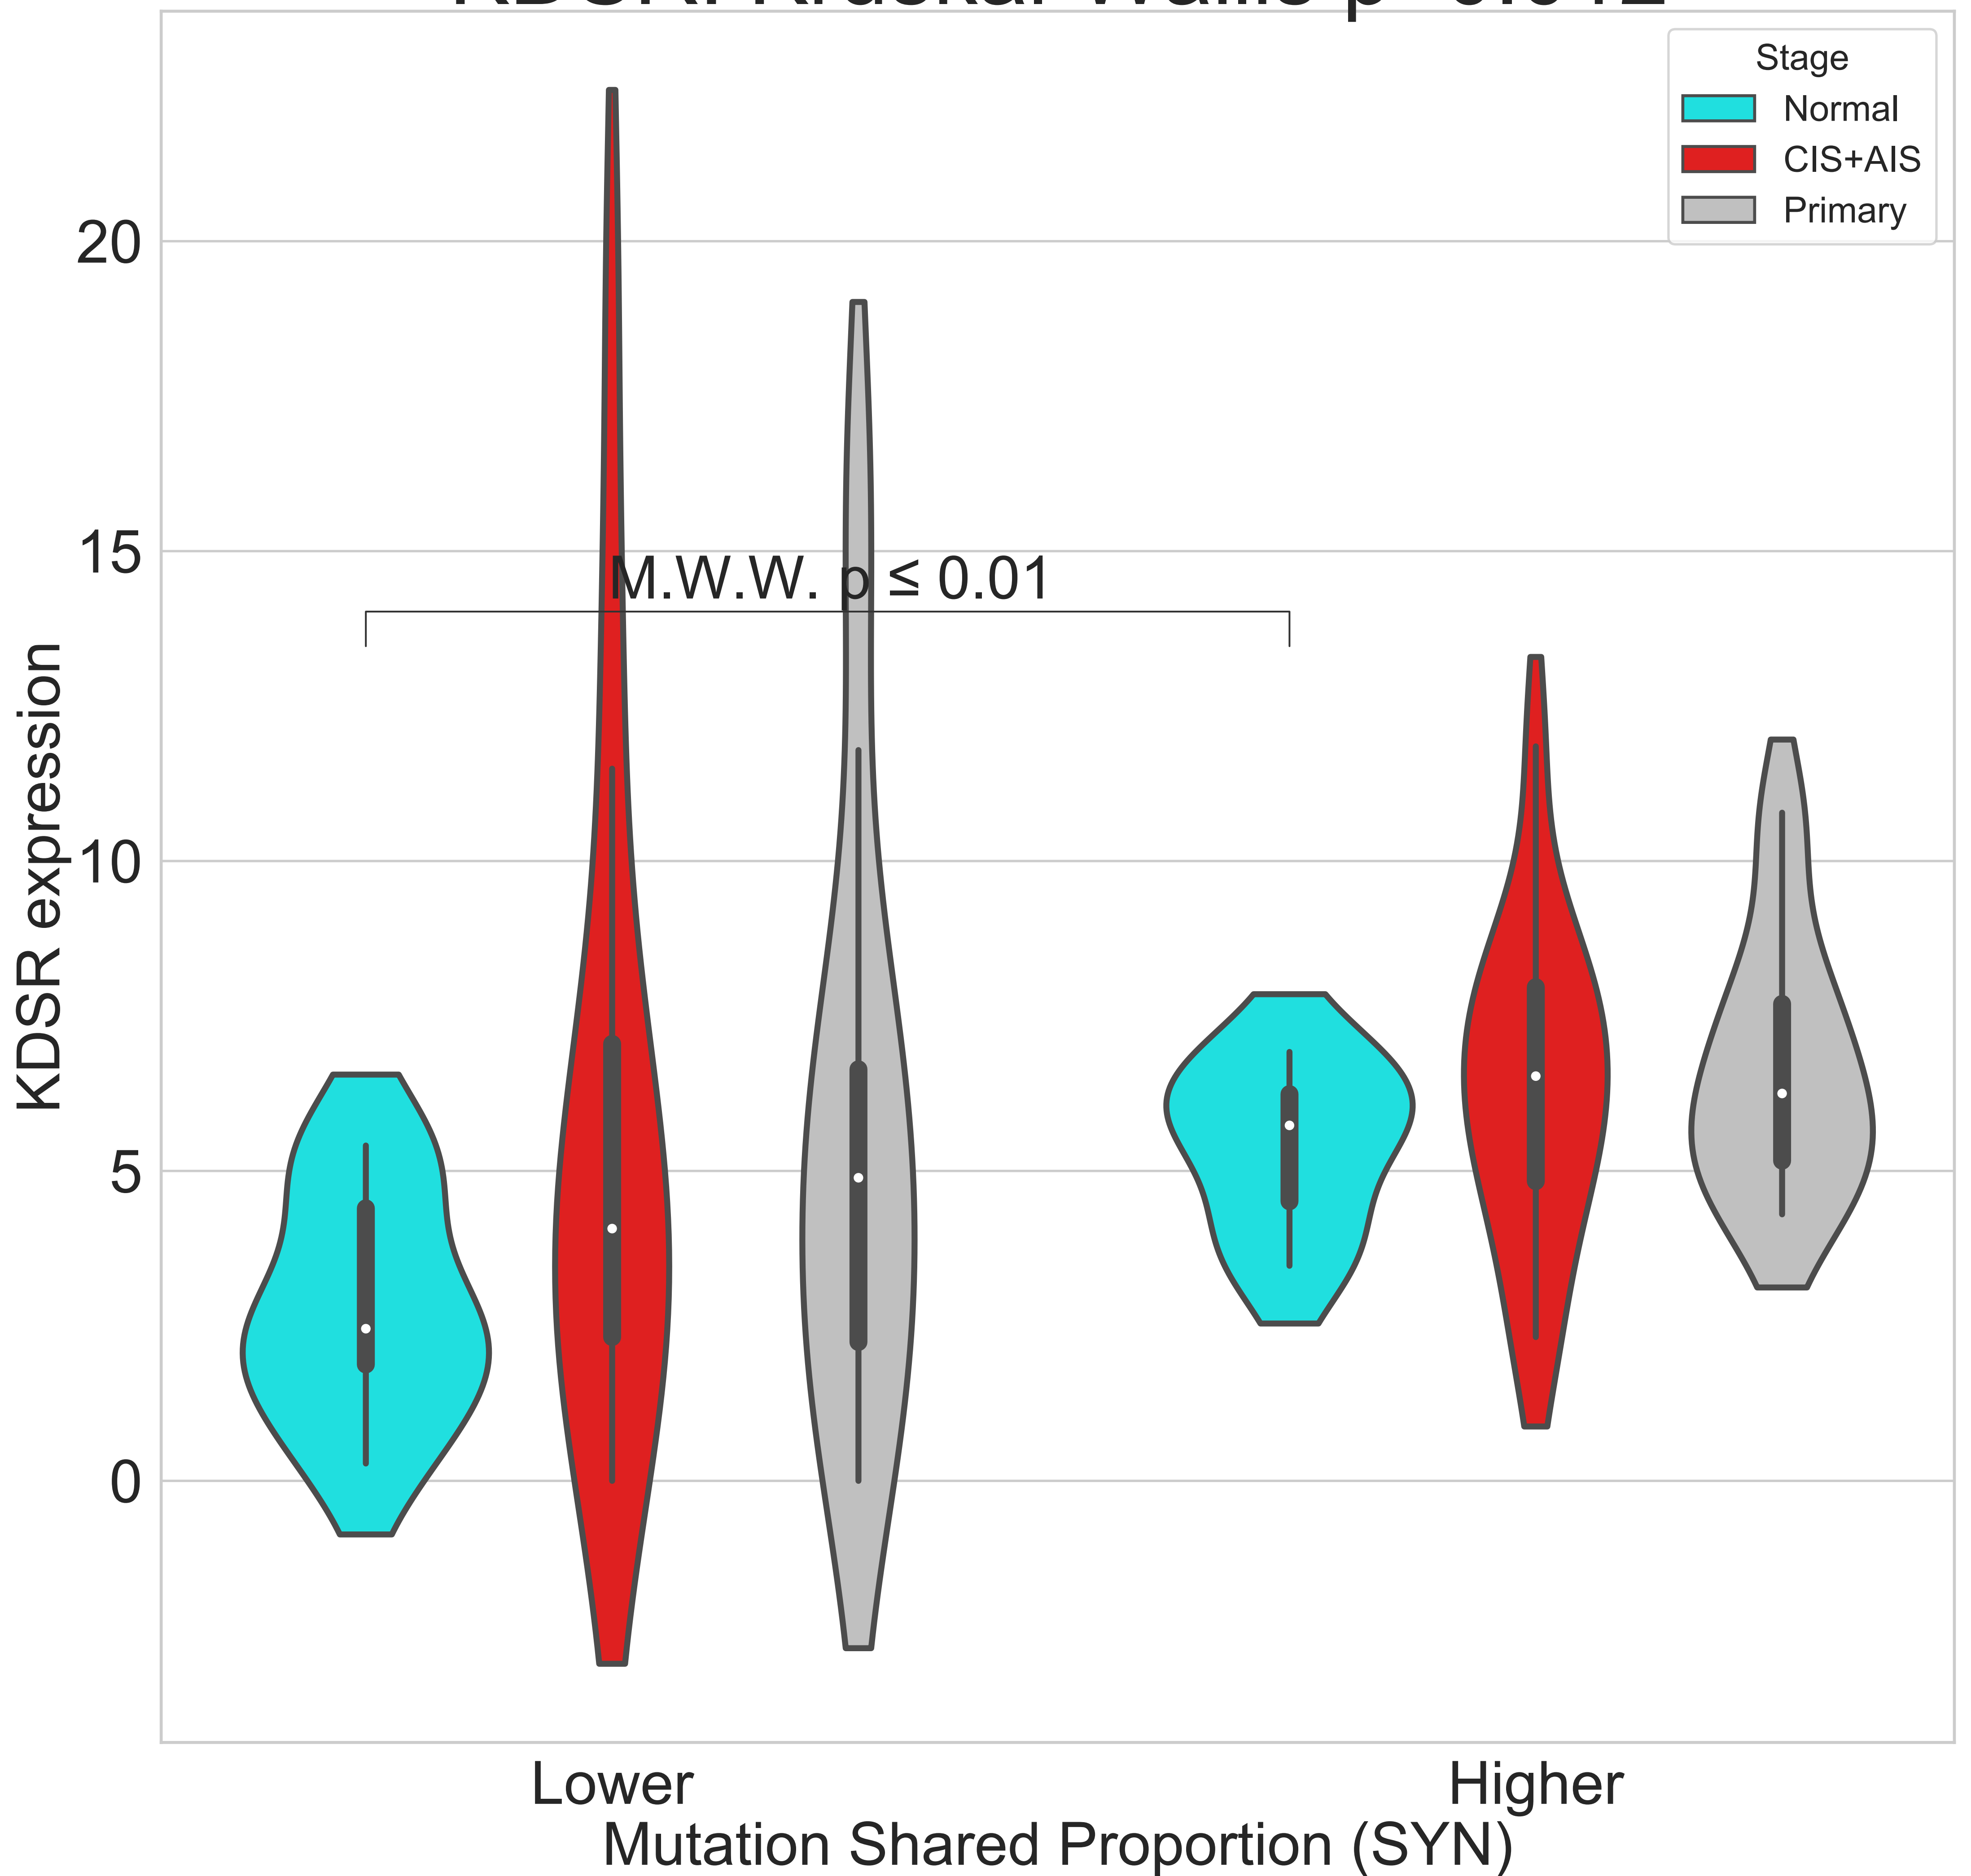 Stage
Normal
CIS+AIS
Primary
20
15
10
5
0
M.W.W. p ≤ 0.01
KDSR expression
Lower
Higher
Mutation Shared Proportion (SYN)